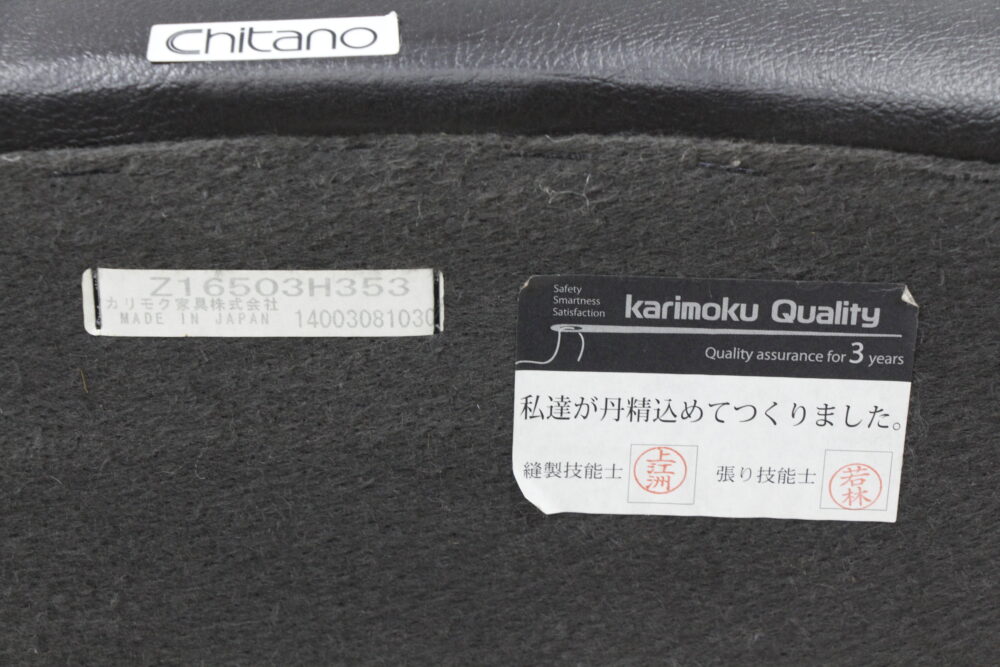 Chitano
Z16503H353
カリモク家具株式会社
MADE IN JAPAN 14003081030
Safety
Smartness
Satisfaction
karimoku Quality
Quality assurance for 3 years
私達が丹精込めてつくりました。
縫製技能士 上江洲 張り技能士 若林